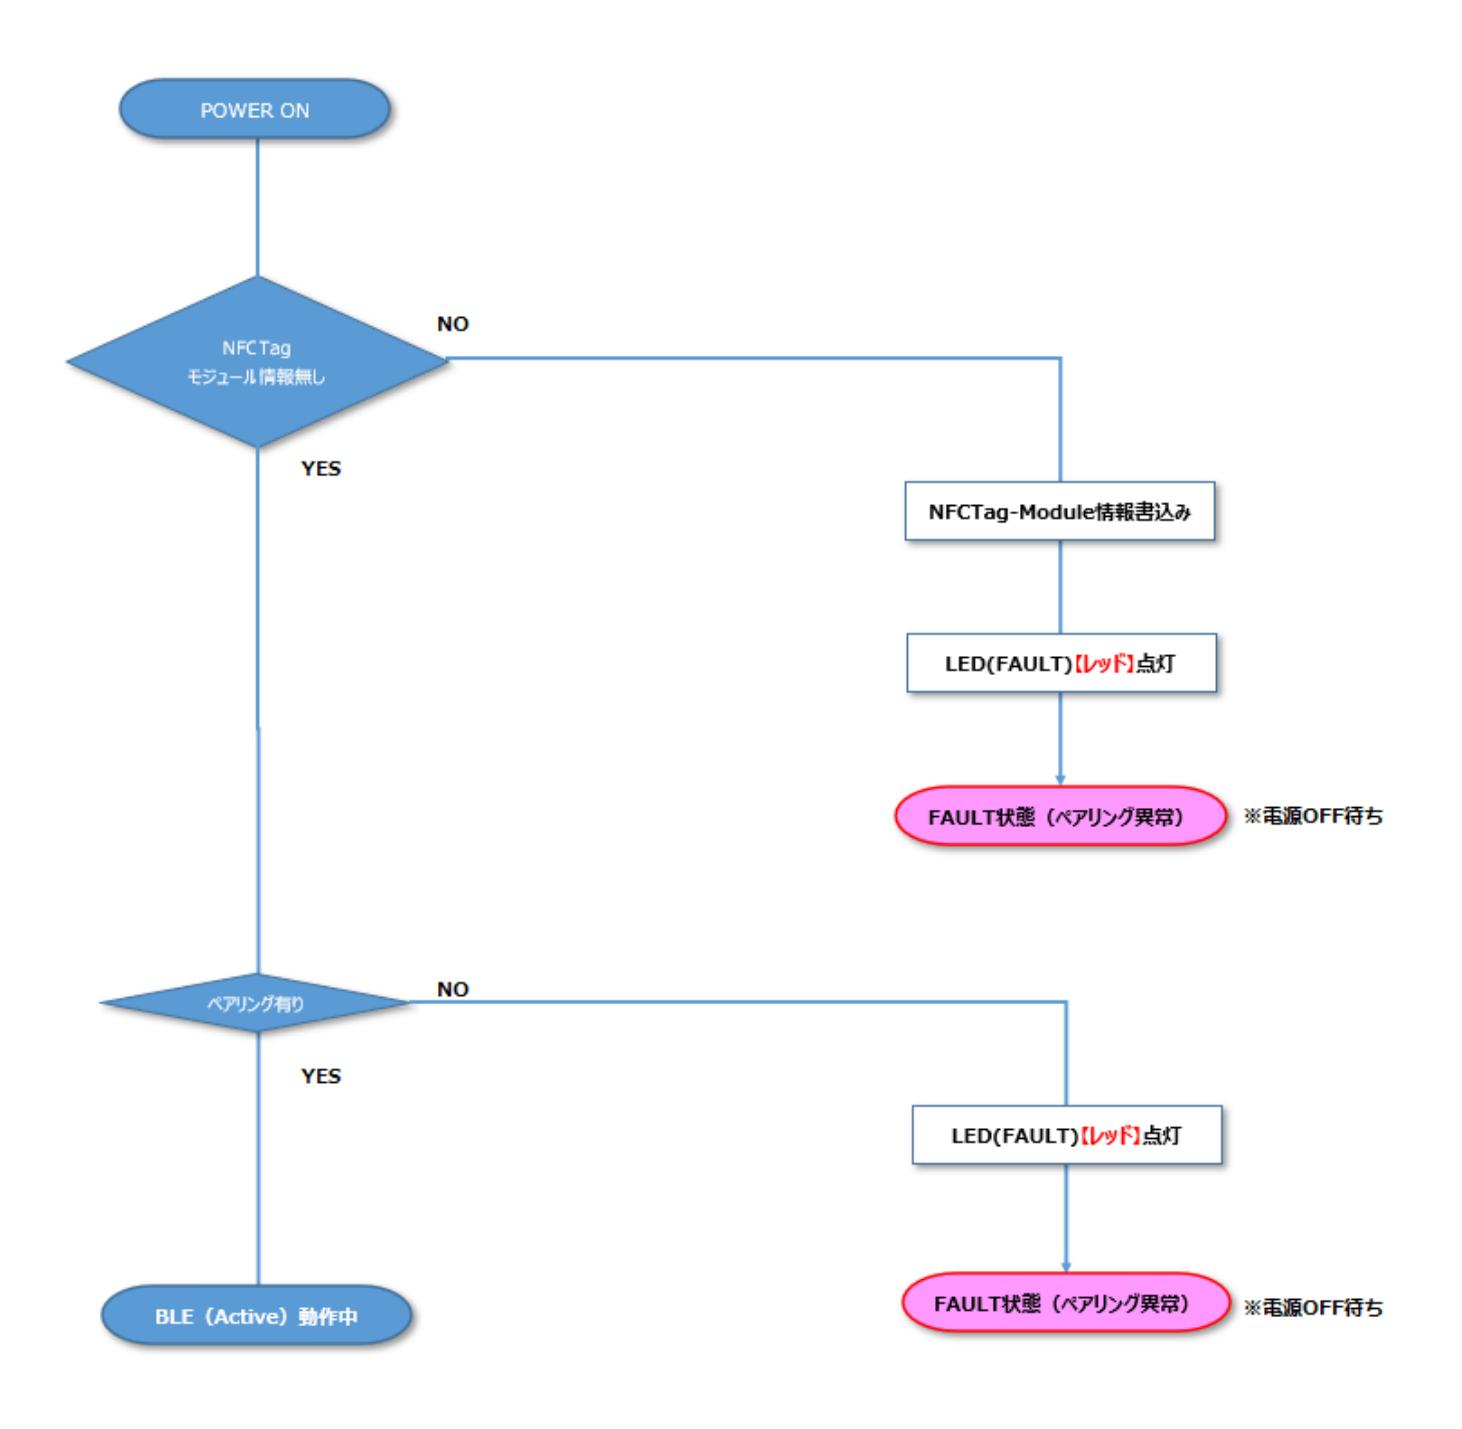 POWER ON
NFCTag
モジュール情報無し
NO
YES
NFCTag-Module情報書込み
LED(FAULT)【レッド】点灯
FAULT状態（ペアリング異常）
※電源OFF待ち
ペアリング有り
NO
YES
LED(FAULT)【レッド】点灯
FAULT状態（ペアリング異常）
※電源OFF待ち
BLE（Active）動作中